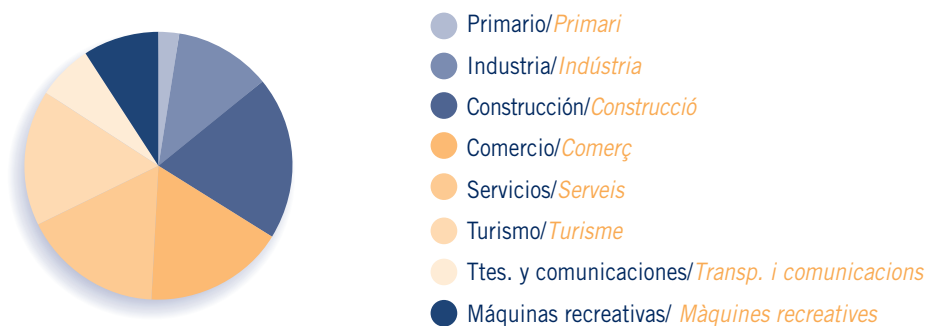 Primario/Primari
Industria/Indústria
Construcción/Construcció
Comercio/Comerç
Servicios/Serveis
Turismo/Turisme
Ttes. y comunicaciones/Transp. i comunicacions
Máquinas recreativas/ Màquines recreatives